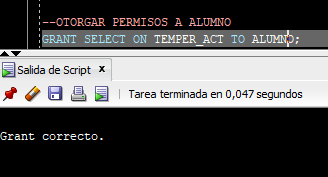 --OTORGAR PERMISOS A ALUMNO
GRANT SELECT ON TEMPER_ACT TO ALUMNO;
Salida de Script x
Tarea terminada en 0,047 segundos
Grant correcto.